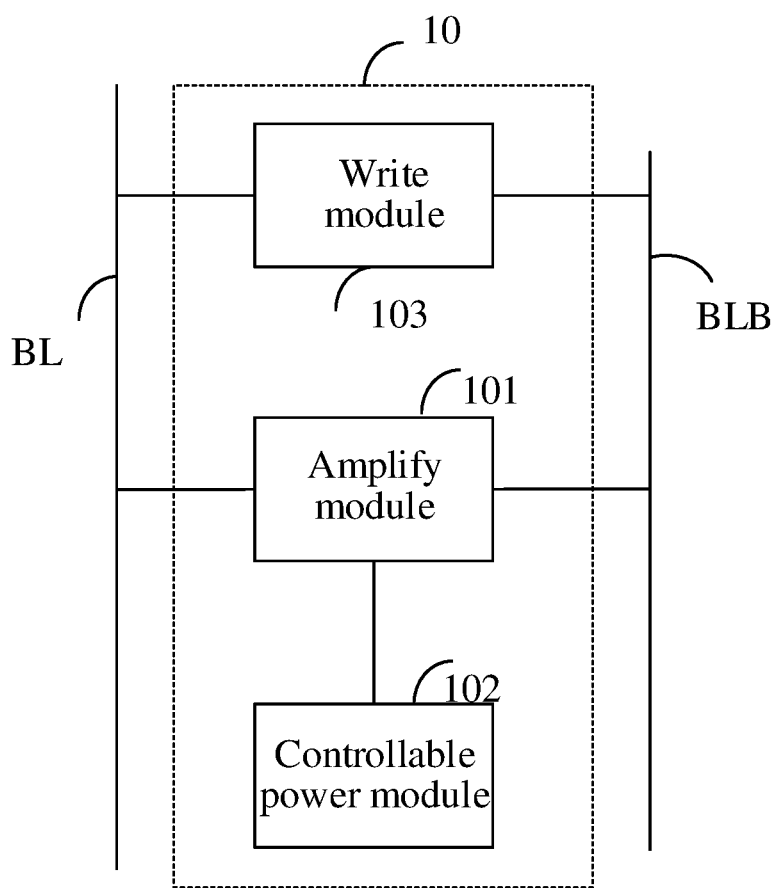 10
Write
module
103
BL
BLB
101
Amplify
module
102
Controllable
power module